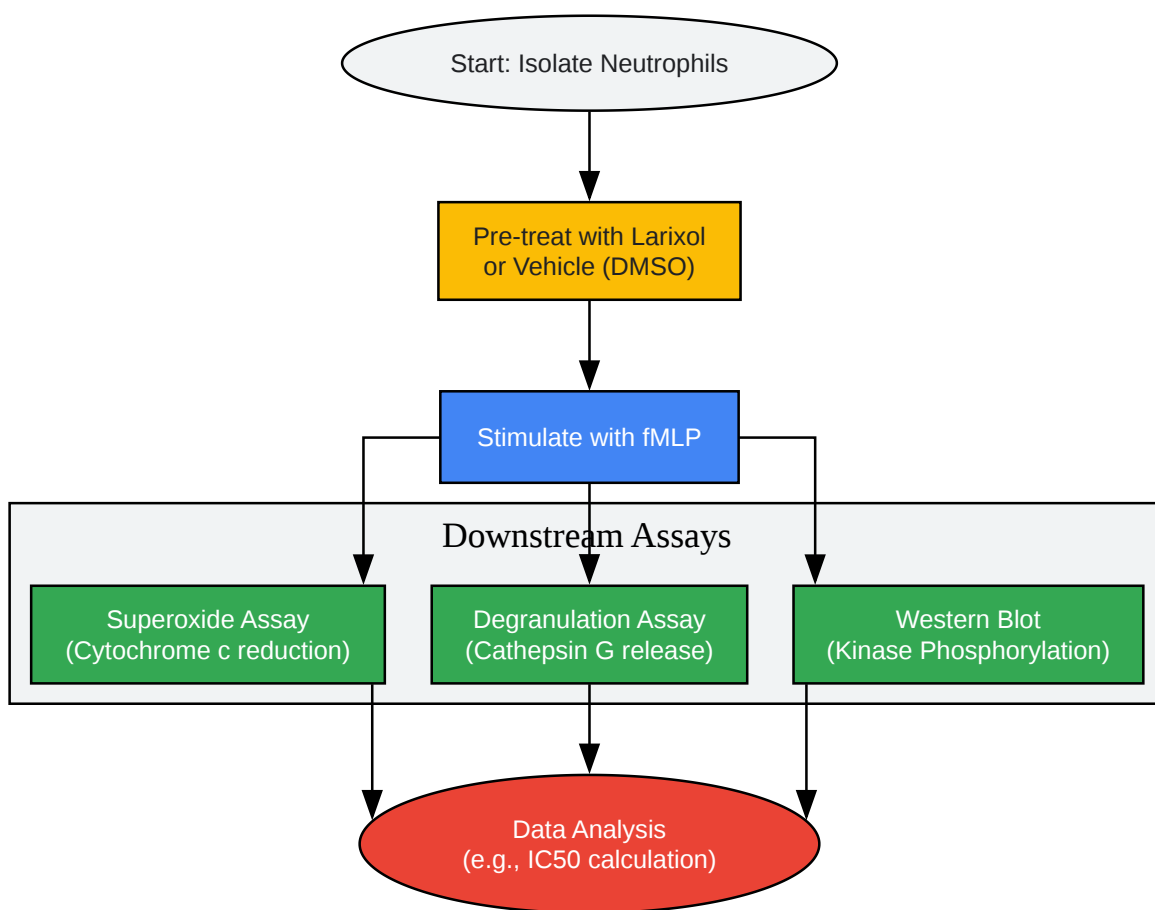 Start: Isolate Neutrophils
Pre-treat with Larixol
or Vehicle (DMSO)
Stimulate with fMLP
Downstream Assays
Superoxide Assay
(Cytochrome c reduction)
Degranulation Assay
(Cathepsin G release)
Western Blot
(Kinase Phosphorylation)
Data Analysis
(e.g., IC50 calculation)